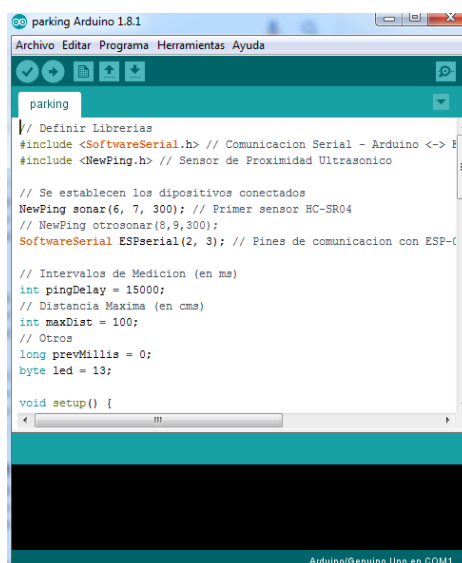 parking Arduino 1.8.1
Archivo Editar Programa Herramientas Ayuda
parking
// Definir Librerias
#include <SoftwareSerial.h> // Comunicacion Serial - Arduino <-> E
#include <NewPing.h> // Sensor de Proximidad Ultrasonico
// Se establecen los dipositivos conectados
NewPing sonar(6, 7, 300); // Primer sensor HC-SR04
// NewPing otrosonar(8,9,300);
SoftwareSerial ESPserial(2, 3); // Pines de comunicacion con ESP-0
// Intervalos de Medicion (en ms)
int pingDelay = 15000;
// Distancia Maxima (en cms)
int maxDist = 100;
// Otros
long prevMillis = 0;
byte led = 13;
void setup() {
Arduino/Genuino Uno en COM1